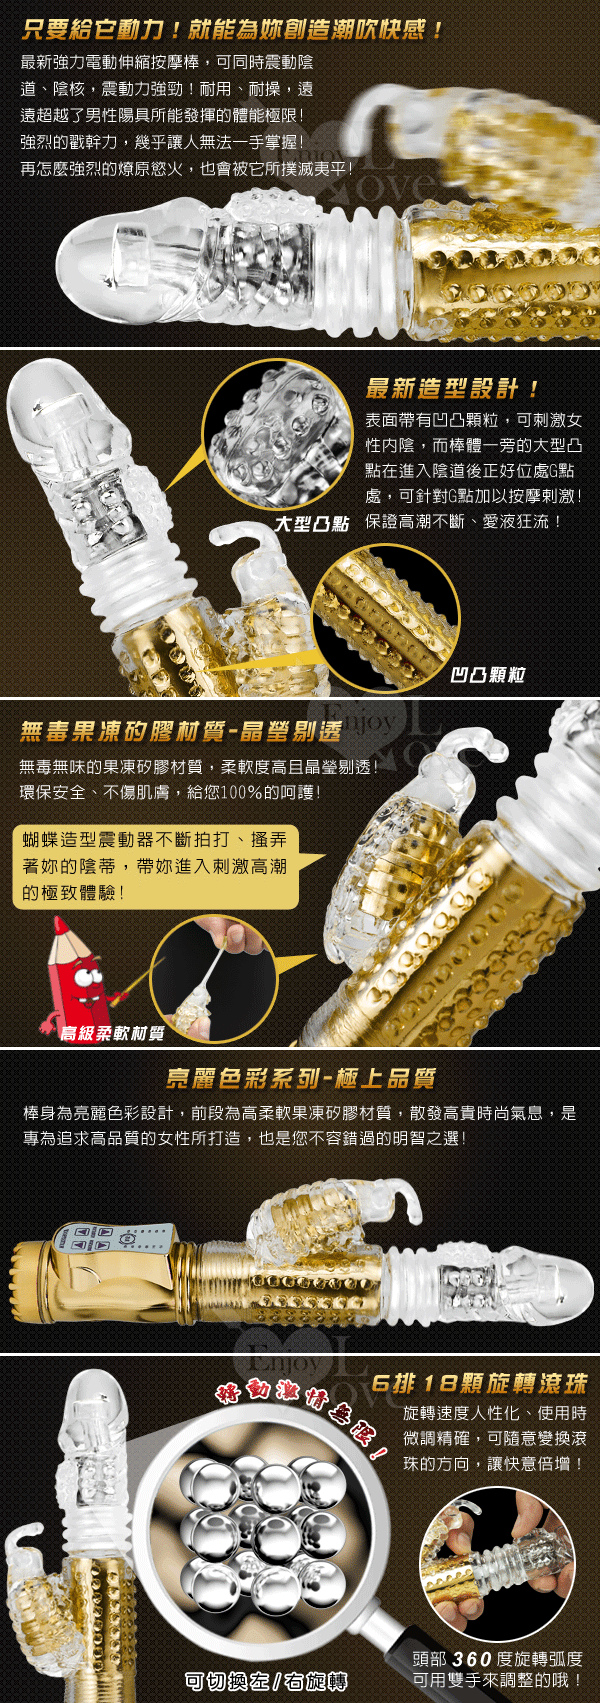 只要給它動力！就能為妳創造潮吹快感！
最新強力電動伸縮按摩棒，可同時震動陰
道、陰核，震動力強勁！耐用、耐操，遠
遠超越了男性陽具所能發揮的體能極限！
強烈的戳幹力，幾乎讓人無法一手掌握！
再怎麼強烈的燎原慾火，也會被它所撲滅夷平！
最新造型設計！
表面帶有凹凸顆粒，可刺激女
性內陰，而棒體一旁的大型凸
點在進入陰道後正好位處G點
處，可針對G點加以按摩刺激！
保證高潮不斷、愛液狂流！
大型凸點
凹凸顆粒
Enjoy Love
無毒果凍矽膠材質-晶瑩剔透
無毒無味的果凍矽膠材質，柔軟度高且晶瑩剔透！
環保安全、不傷肌膚，給您100%的呵護！
蝴蝶造型震動器不斷拍打、搔弄
著妳的陰蒂，帶妳進入刺激高潮
的極致體驗！
高級柔軟材質
亮麗色彩系列-極上品質
棒身為亮麗色彩設計，前段為高柔軟果凍矽膠材質，散發高貴時尚氣息，是
專為追求高品質的女性所打造，也是您不容錯過的明智之選！
Enjoy Love
轉動激情無限！
6排18顆旋轉滾珠
旋轉速度人性化、使用時
微調精確，可隨意變換滾
珠的方向，讓快意倍增！
可切換左/右旋轉
頭部360度旋轉弧度
可用雙手來調整的哦！